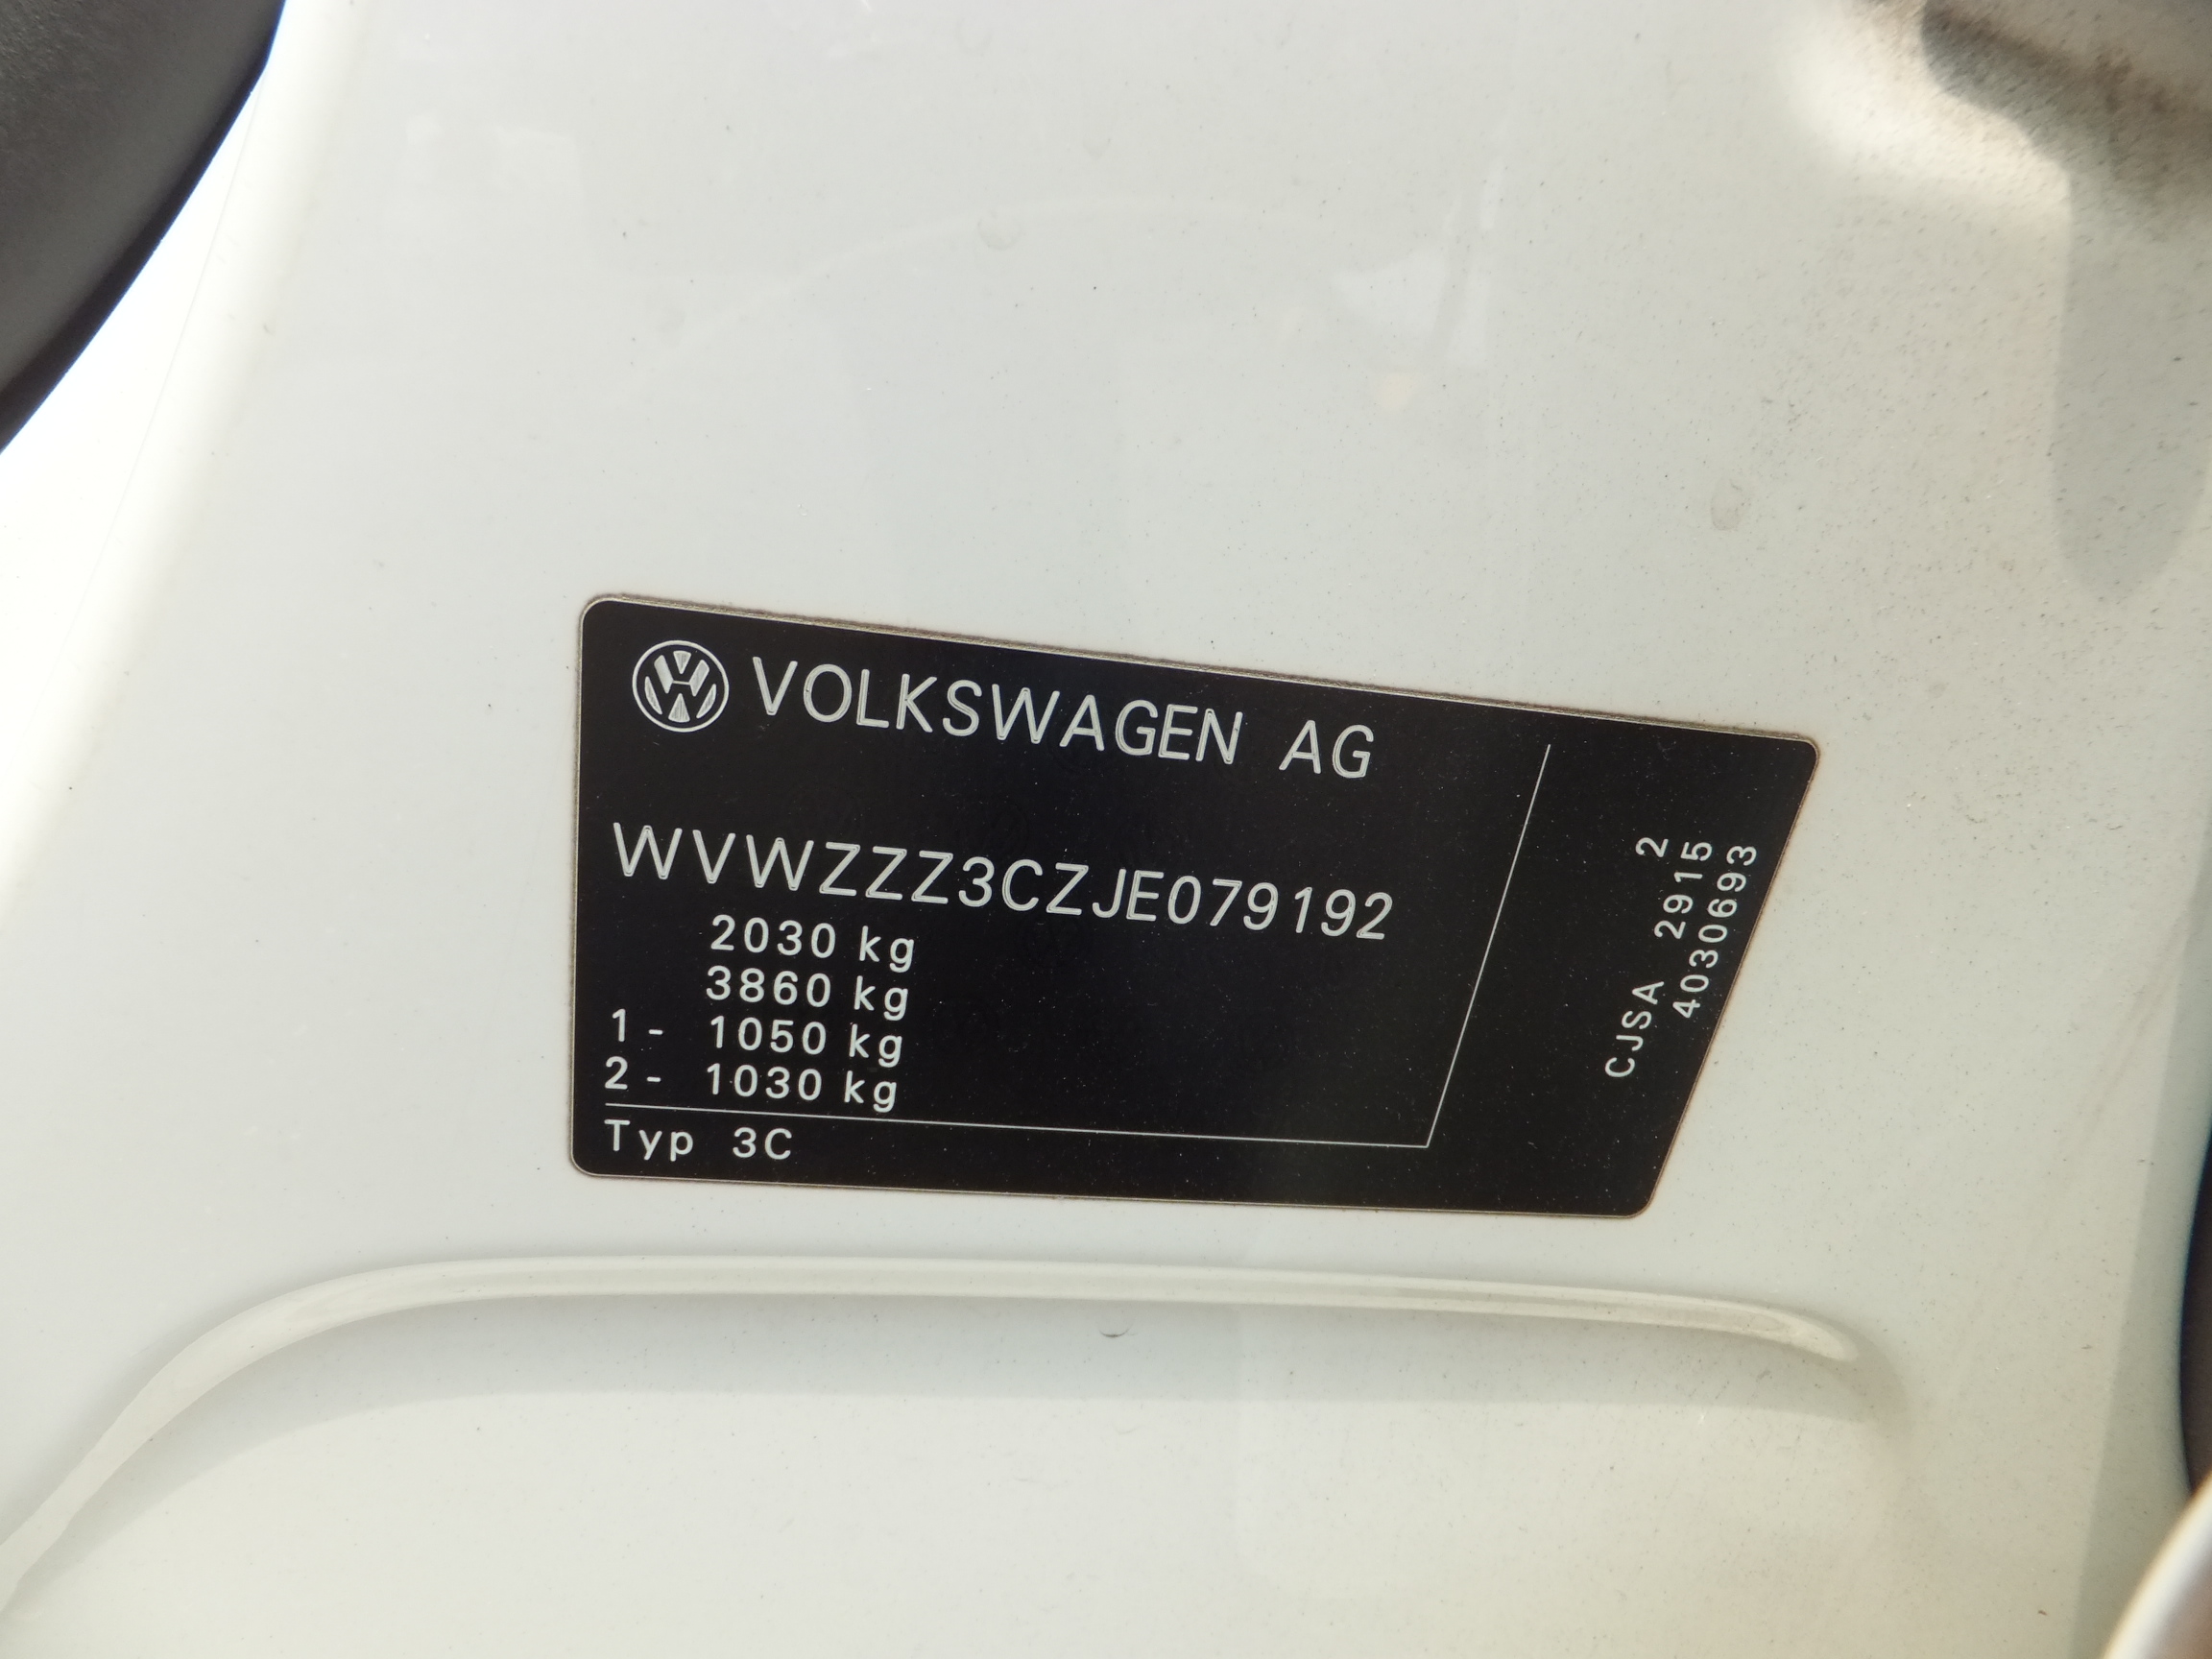 VOLKSWAGEN AG
WVWZZZ3CZJE079192
2030 kg
3860 kg
1 - 1050 kg
2 - 1030 kg
Typ 3C
CJSA 2915 2
4030693